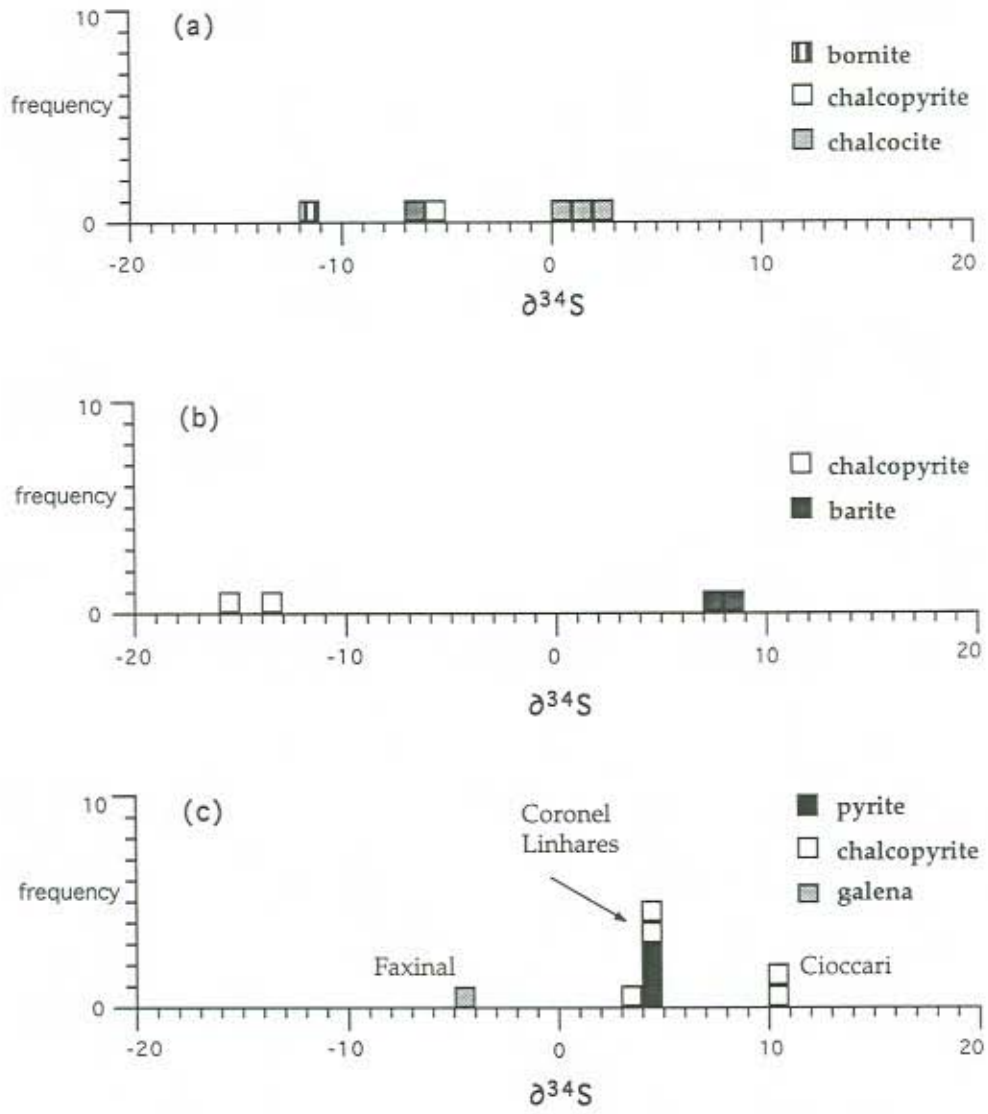 (a)
10
frequency
0
bornite
chalcopyrite
chalcocite
-20 -10 0 10 20
∂³⁴S
(b)
10
frequency
0
chalcopyrite
barite
-20 -10 0 10 20
∂³⁴S
(c)
10
frequency
0
Coronel
Linhares
pyrite
chalcopyrite
galena
Faxinal
Cioccari
-20 -10 0 10 20
∂³⁴S